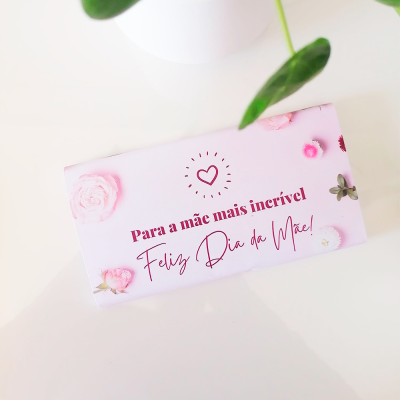 Para a mãe mais incrível
Feliz Dia da Mãe!